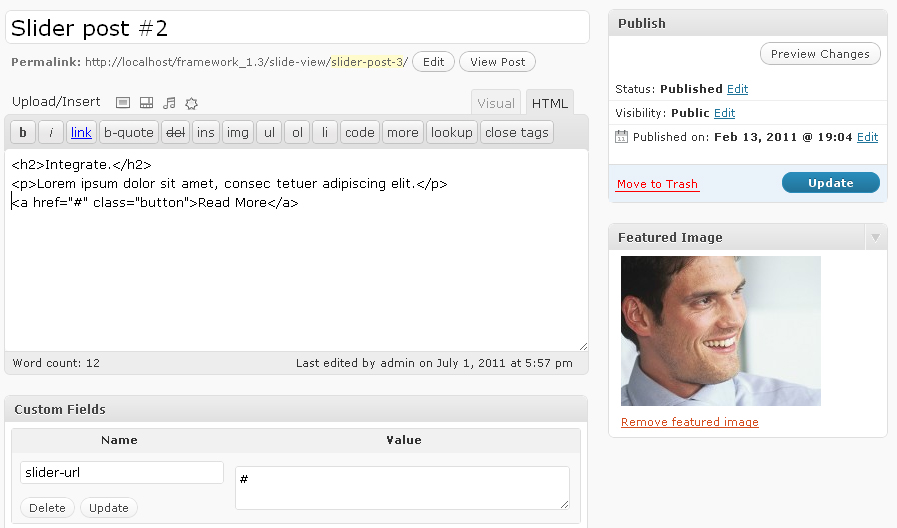 Slider post #2
Permalink: http://localhost/framework_1.3/slide-view/slider-post-3/ Edit View Post
Upload/Insert Visual HTML
b i link b-quote del ins img ul ol li code more lookup close tags
<h2>Integrate.</h2>
<p>Lorem ipsum dolor sit amet, consec tetuer adipiscing elit.</p>
<a href="#" class="button">Read More</a>
Word count: 12 Last edited by admin on July 1, 2011 at 5:57 pm
Custom Fields
Name Value
slider-url #
Delete Update
Publish
Preview Changes
Status: Published Edit
Visibility: Public Edit
11 Published on: Feb 13, 2011 @ 19:04 Edit
Move to Trash Update
Featured Image
Remove featured image